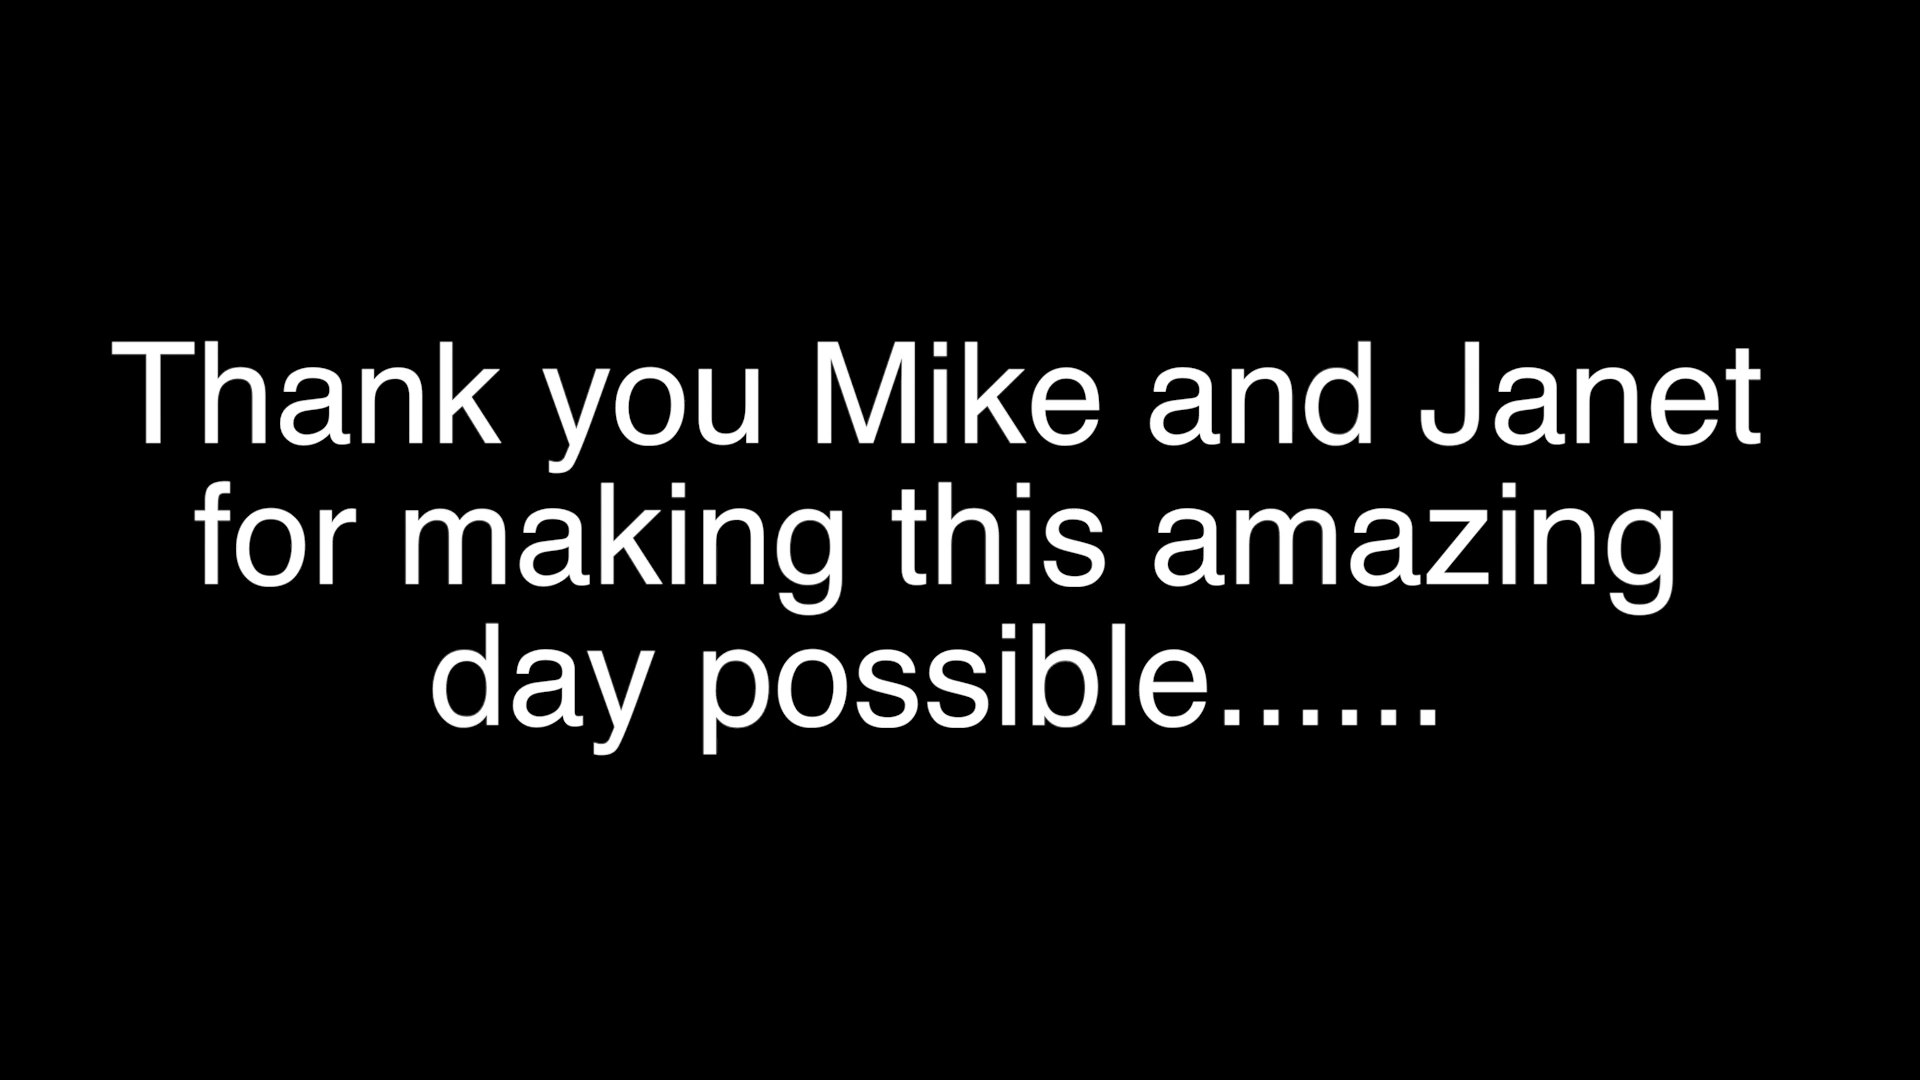 Thank you Mike and Janet
for making this amazing
day possible......